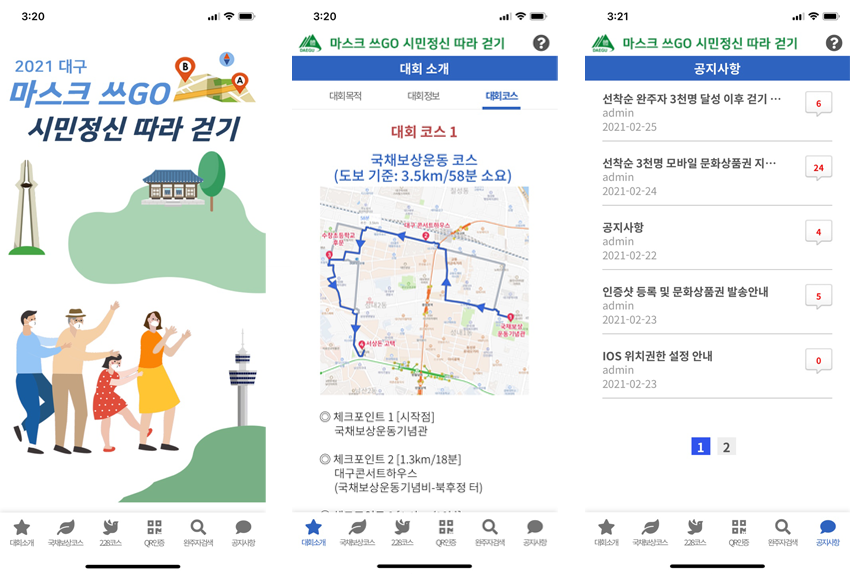 3:20
2021 대구
마스크 쓰GO
시민정신 따라 걷기
B
A
대회소개
국채보상코스
2.28코스
QR인증
완주자검색
공지사항
3:20
DAEGU
마스크 쓰GO 시민정신 따라 걷기
?
대회 소개
대회목적
대회정보
대회코스
대회 코스 1
국채보상운동 코스
(도보 기준: 3.5km/58분 소요)
대구 콘서트하우스
2
수창초등학교
후문
3
1
국채보상
운동기념관
4
서상돈 고택
◎ 체크포인트 1 [시작점]
국채보상운동기념관
◎ 체크포인트 2 [1.3km/18분]
대구콘서트하우스
(국채보상운동기념비-북후정 터)
대회소개
국채보상코스
2.28코스
QR인증
완주자검색
공지사항
3:21
DAEGU
마스크 쓰GO 시민정신 따라 걷기
?
공지사항
선착순 완주자 3천명 달성 이후 걷기 …
admin
2021-02-25
6
선착순 3천명 모바일 문화상품권 지…
admin
2021-02-24
24
공지사항
admin
2021-02-22
4
인증샷 등록 및 문화상품권 발송안내
admin
2021-02-23
5
IOS 위치권한 설정 안내
admin
2021-02-23
0
1 2
대회소개
국채보상코스
2.28코스
QR인증
완주자검색
공지사항